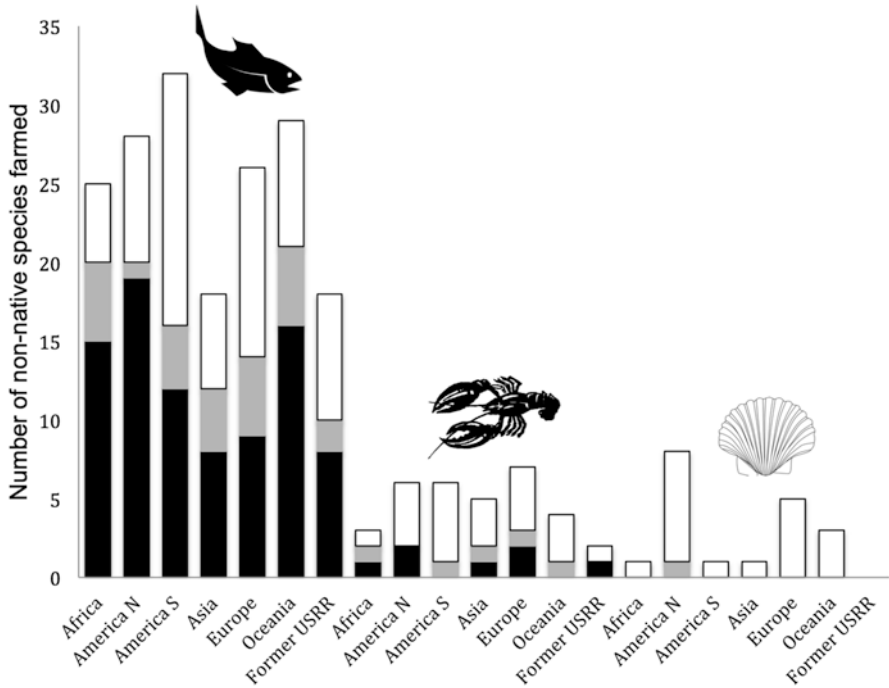 Number of non-native species farmed
35
30
25
20
15
10
5
0
Africa
America N
America S
Asia
Europe
Oceania
Former USRR
Africa
America N
America S
Asia
Europe
Oceania
Former USRR
Africa
America N
America S
Asia
Europe
Oceania
Former USRR